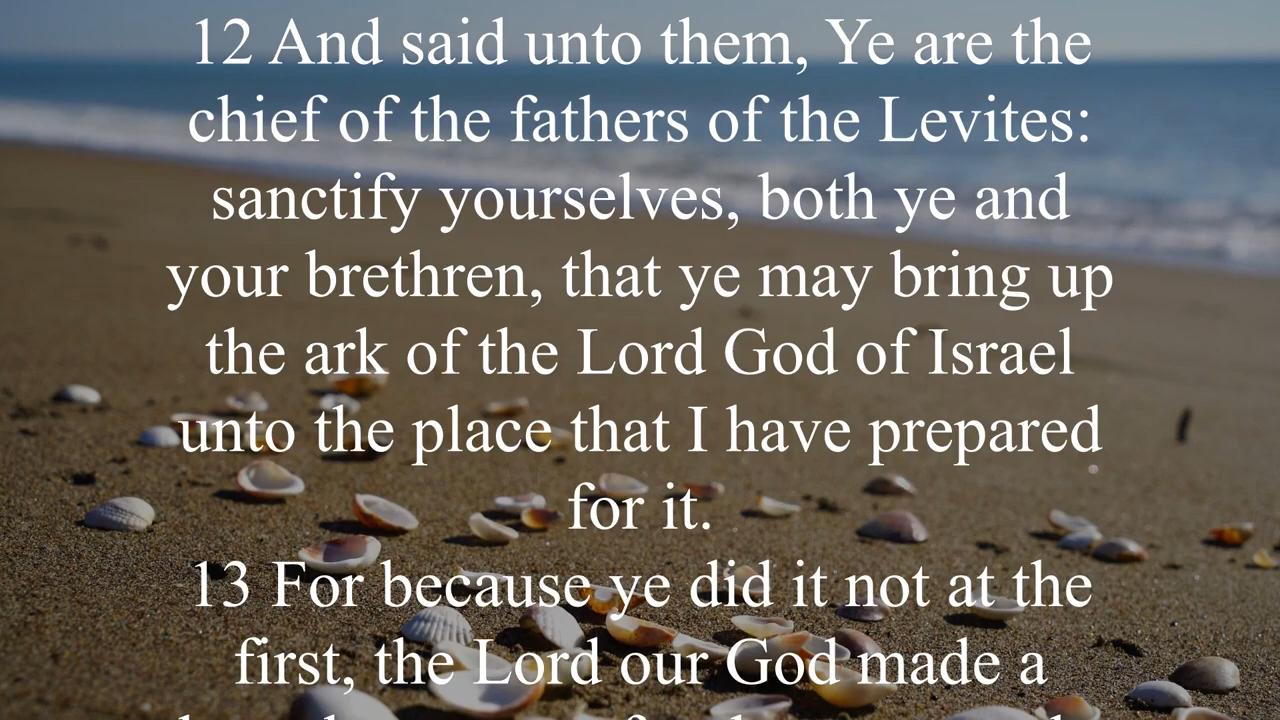 12 And said unto them, Ye are the
chief of the fathers of the Levites:
sanctify yourselves, both ye and
your brethren, that ye may bring up
the ark of the Lord God of Israel
unto the place that I have prepared
for it.
13 For because ye did it not at the
first, the Lord our God made a